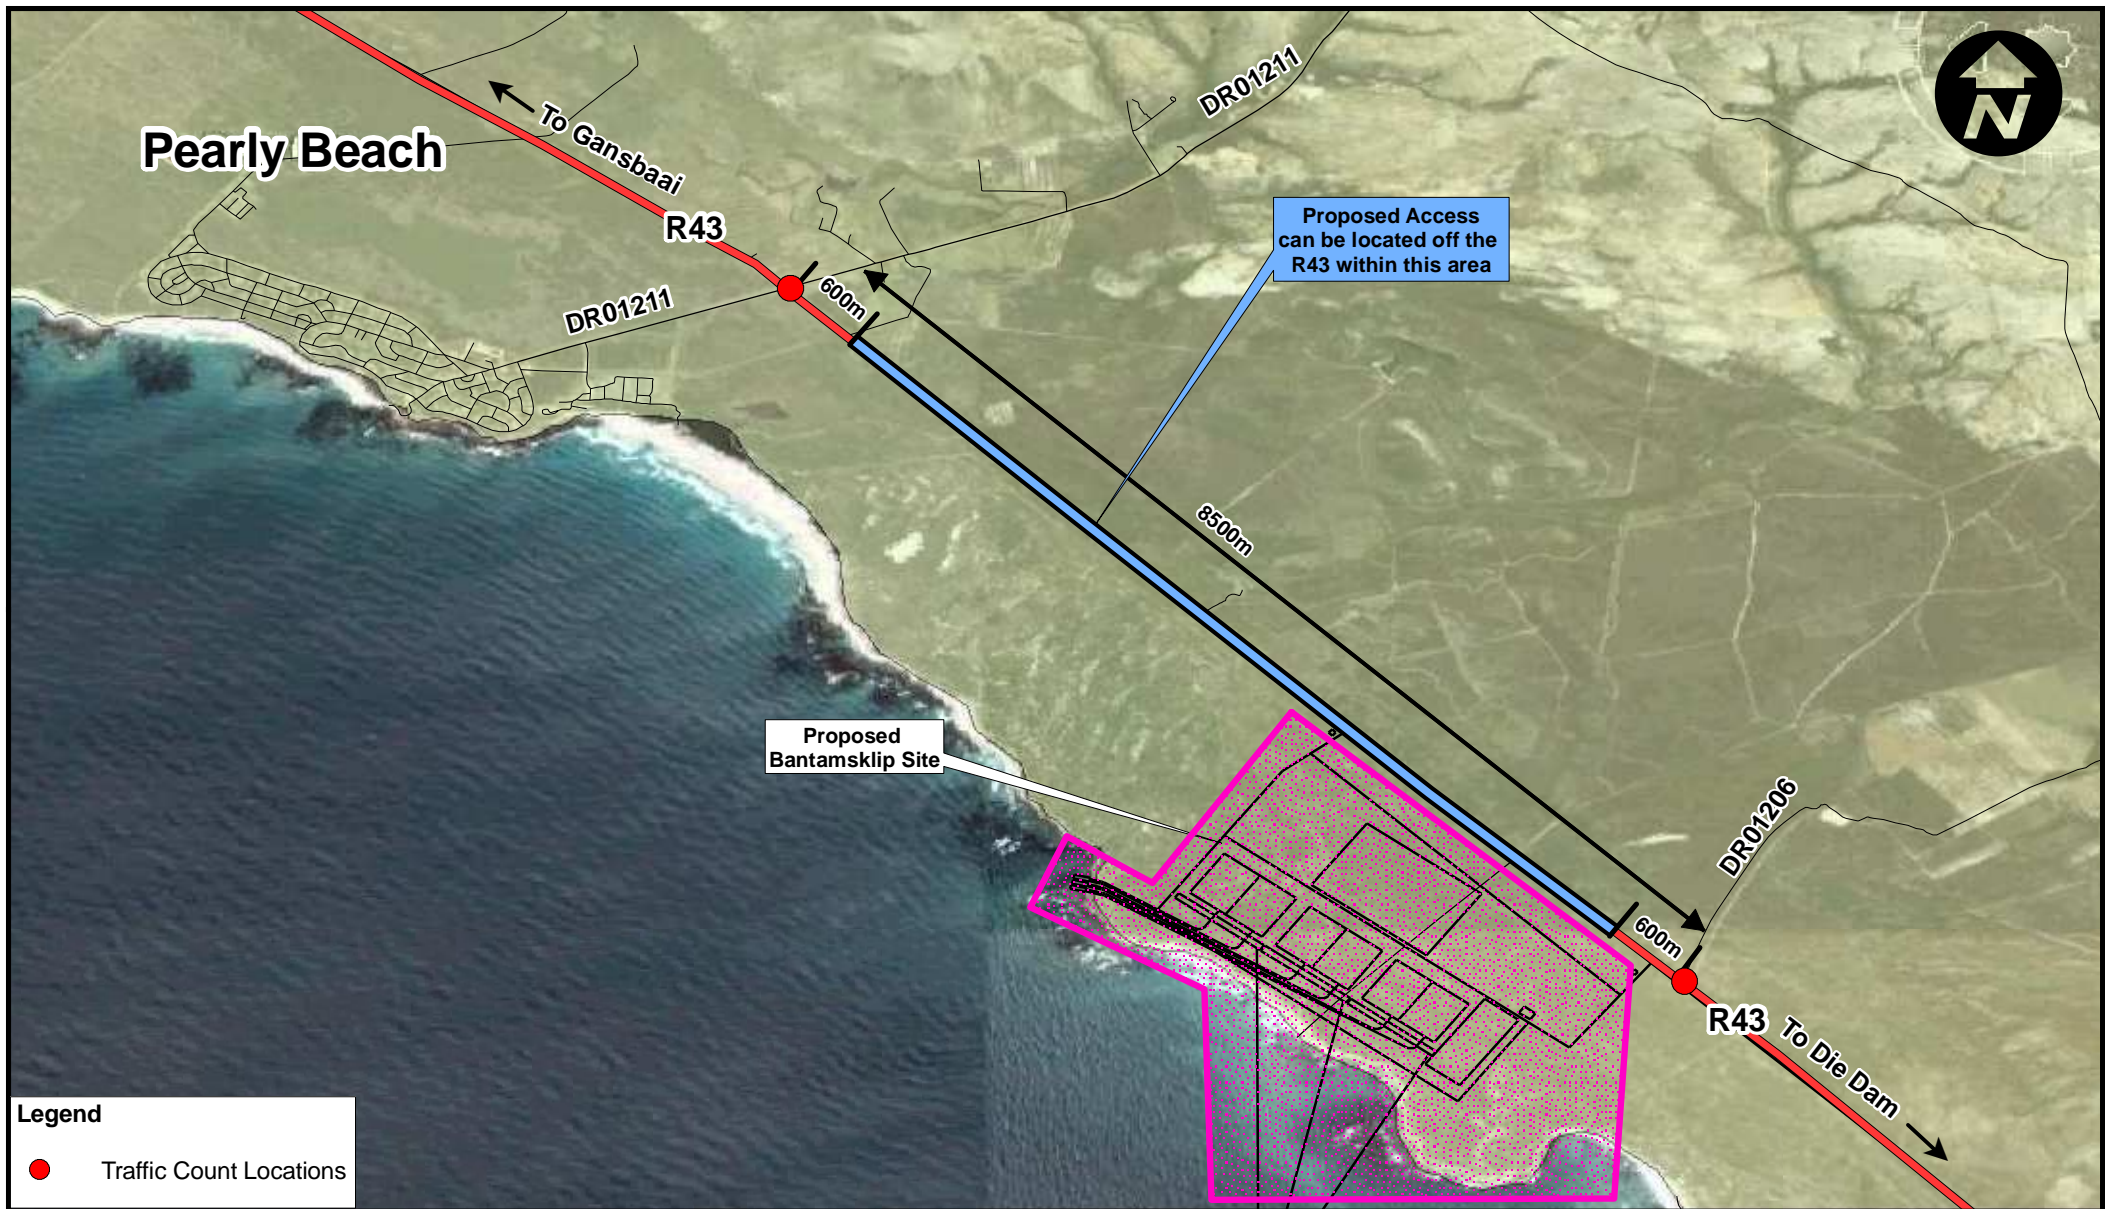 DR01211
To Gansbaai
Pearly Beach
N
R43
Proposed Access
can be located off the
R43 within this area
600m
DR01211
8500m
Proposed
Bantamsklip Site
DR01206
600m
R43
To Die Dam
Legend
Traffic Count Locations